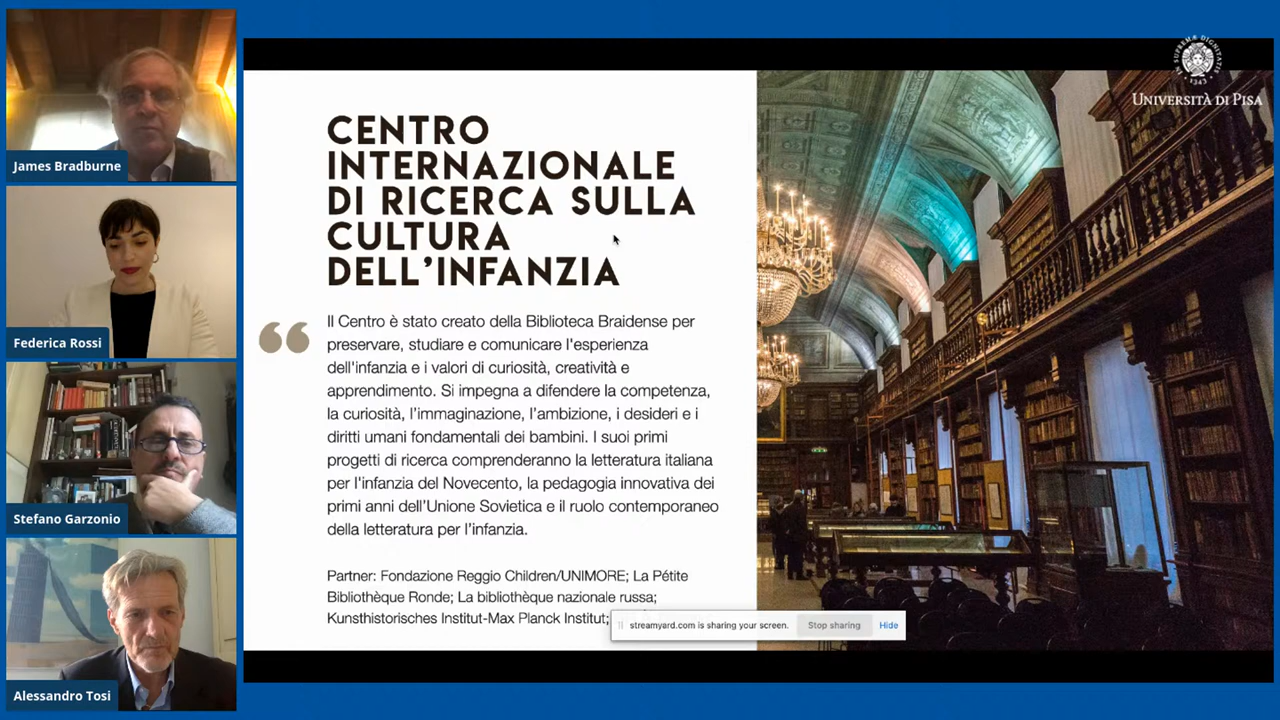 James Bradburne
Federica Rossi
Stefano Garzonio
Alessandro Tosi
CENTRO
INTERNAZIONALE
DI RICERCA SULLA
CULTURA
DELL'INFANZIA
“
Il Centro è stato creato della Biblioteca Braidense per
preservare, studiare e comunicare l'esperienza
dell'infanzia e i valori di curiosità, creatività e
apprendimento. Si impegna a difendere la competenza,
la curiosità, l'immaginazione, l'ambizione, i desideri e i
diritti umani fondamentali dei bambini. I suoi primi
progetti di ricerca comprenderanno la letteratura italiana
per l'infanzia del Novecento, la pedagogia innovativa dei
primi anni dell'Unione Sovietica e il ruolo contemporaneo
della letteratura per l'infanzia.
Partner: Fondazione Reggio Children/UNIMORE; La Pétite
Bibliothèque Ronde; La bibliothèque nazionale russa;
Kunsthistorisches Institut-Max Planck Institut;
streamyard.com is sharing your screen. Stop sharing Hide
IN SUPREMÆ DIGNITATIS
1343
UNIVERSITÀ DI PISA